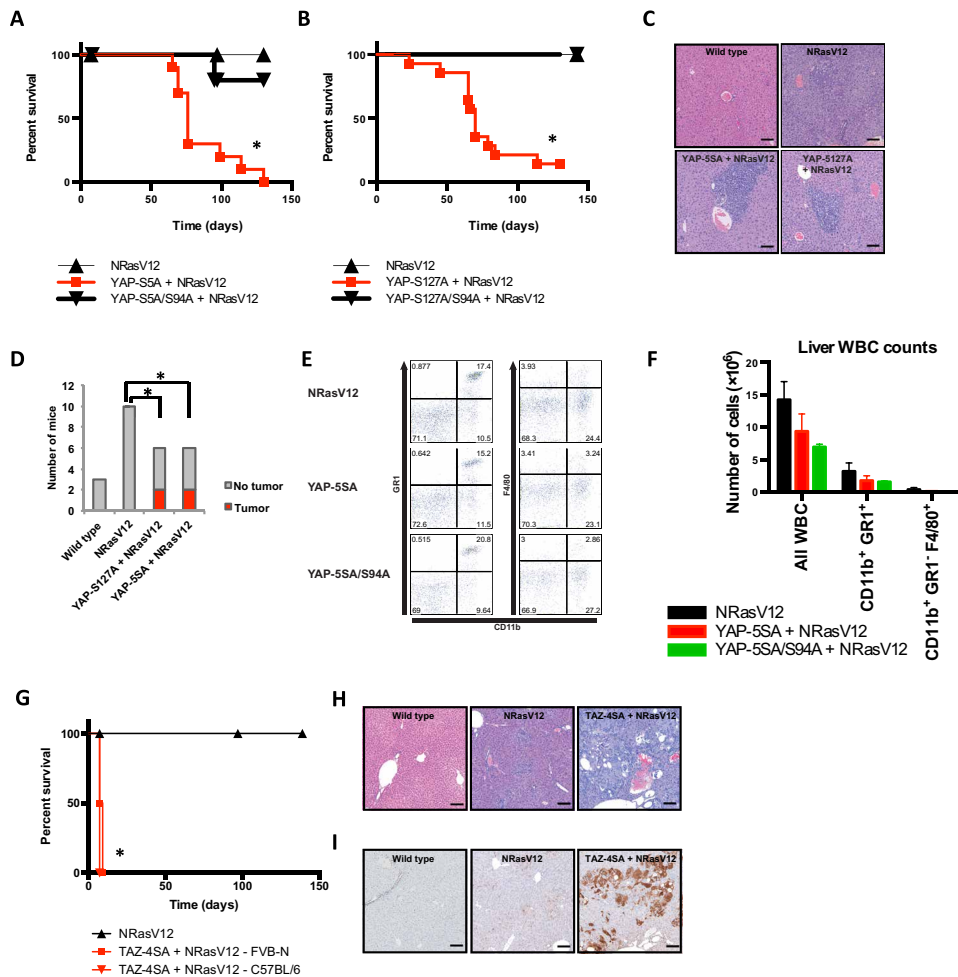 A
Percent survival
100
50
0
0 50 100 150
Time (days)
NRasV12
YAP-S5A + NRasV12
YAP-S5A/S94A + NRasV12
*
B
Percent survival
100
50
0
0 50 100 150
Time (days)
NRasV12
YAP-S127A + NRasV12
YAP-S127A/S94A + NRasV12
*
C
Wild type
NRasV12
YAP-5SA + NRasV12
YAP-S127A
+ NRasV12
D
Number of mice
12
10
8
6
4
2
0
*
*
Wild type
NRasV12
YAP-S127A + NRasV12
YAP-5SA + NRasV12
No tumor
Tumor
E
NRasV12
YAP-5SA
YAP-5SA/S94A
GR1
F4/80
0.877 17.4
71.1 10.5
3.93
68.3 24.4
0.642 15.2
72.6 11.5
3.41 3.24
70.3 23.1
0.515 20.8
69 9.64
3 2.86
66.9 27.2
CD11b
F
Liver WBC counts
Number of cells (×10⁶)
20
15
10
5
0
All WBC
CD11b⁺ GR1⁺
CD11b⁺ GR1⁻ F4/80⁺
NRasV12
YAP-5SA + NRasV12
YAP-5SA/S94A + NRasV12
G
Percent survival
100
50
0
0 50 100 150
Time (days)
*
NRasV12
TAZ-4SA + NRasV12 - FVB-N
TAZ-4SA + NRasV12 - C57BL/6
H
Wild type
NRasV12
TAZ-4SA + NRasV12
I
Wild type
NRasV12
TAZ-4SA + NRasV12